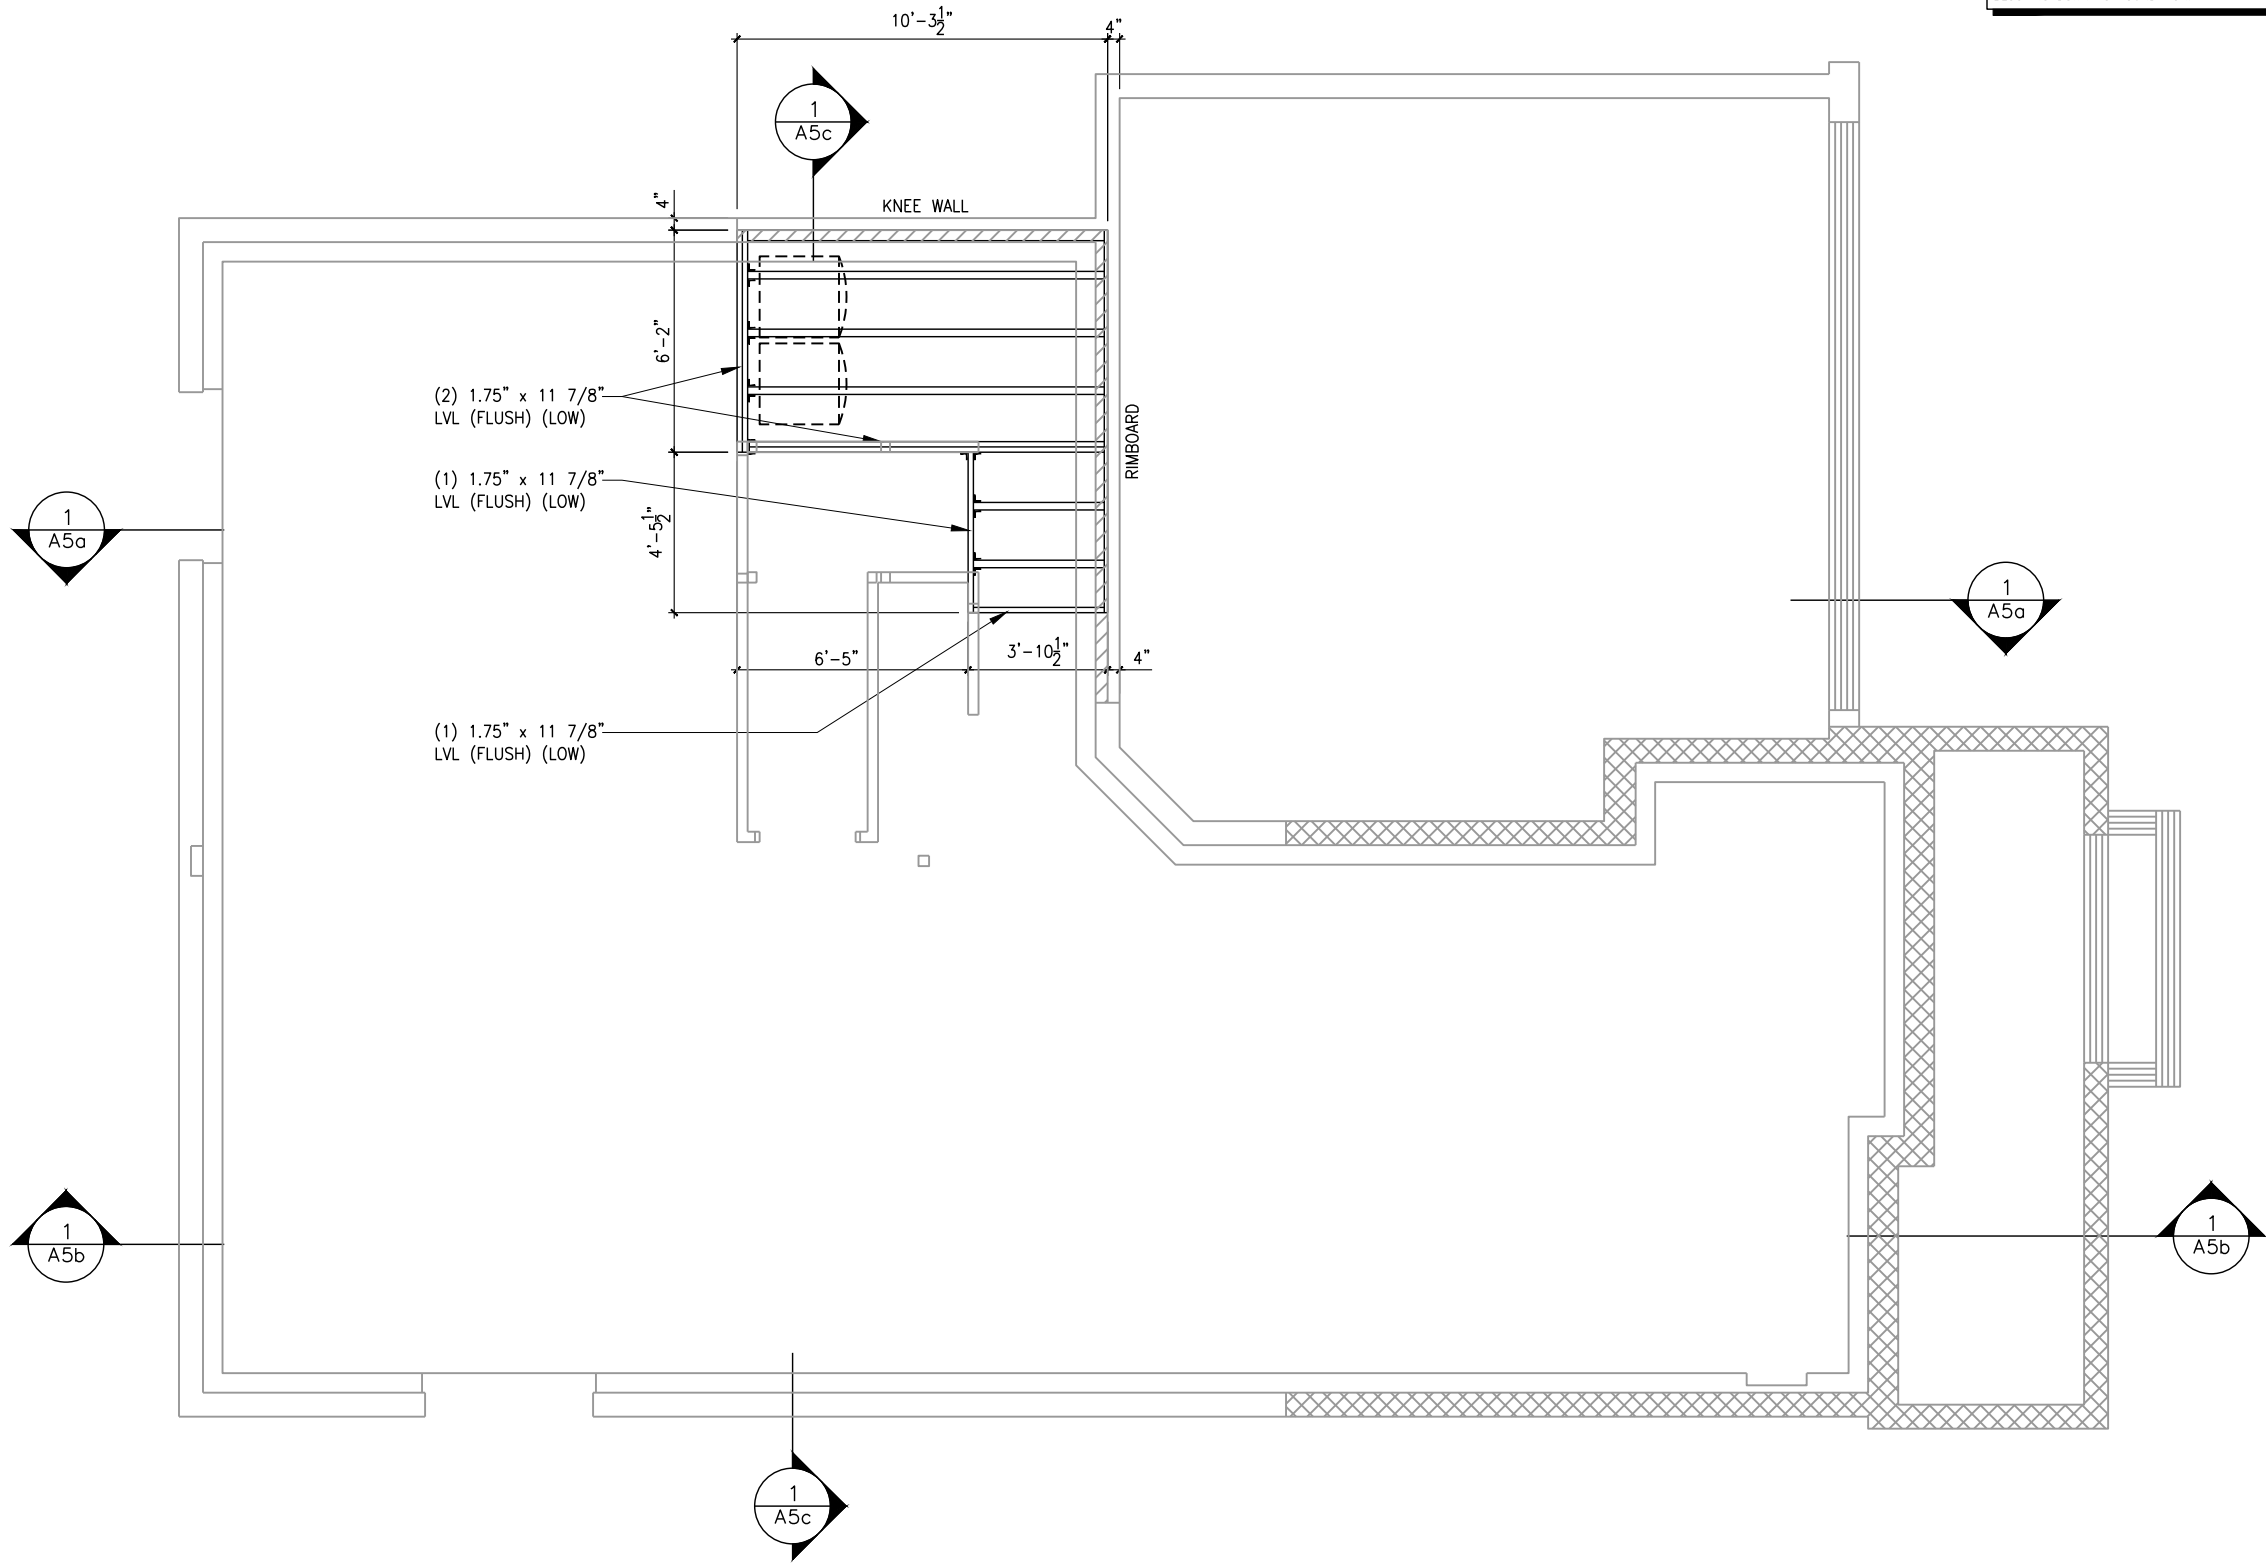 10'-3 1/2"
4"
1
A5c
4"
KNEE WALL
6'-2"
(2) 1.75" x 11 7/8"
LVL (FLUSH) (LOW)
RIMBOARD
(1) 1.75" x 11 7/8"
LVL (FLUSH) (LOW)
4'-5 1/2"
1
A5a
1
A5a
6'-5"
3'-10 1/2"
4"
(1) 1.75" x 11 7/8"
LVL (FLUSH) (LOW)
1
A5b
1
A5b
1
A5c